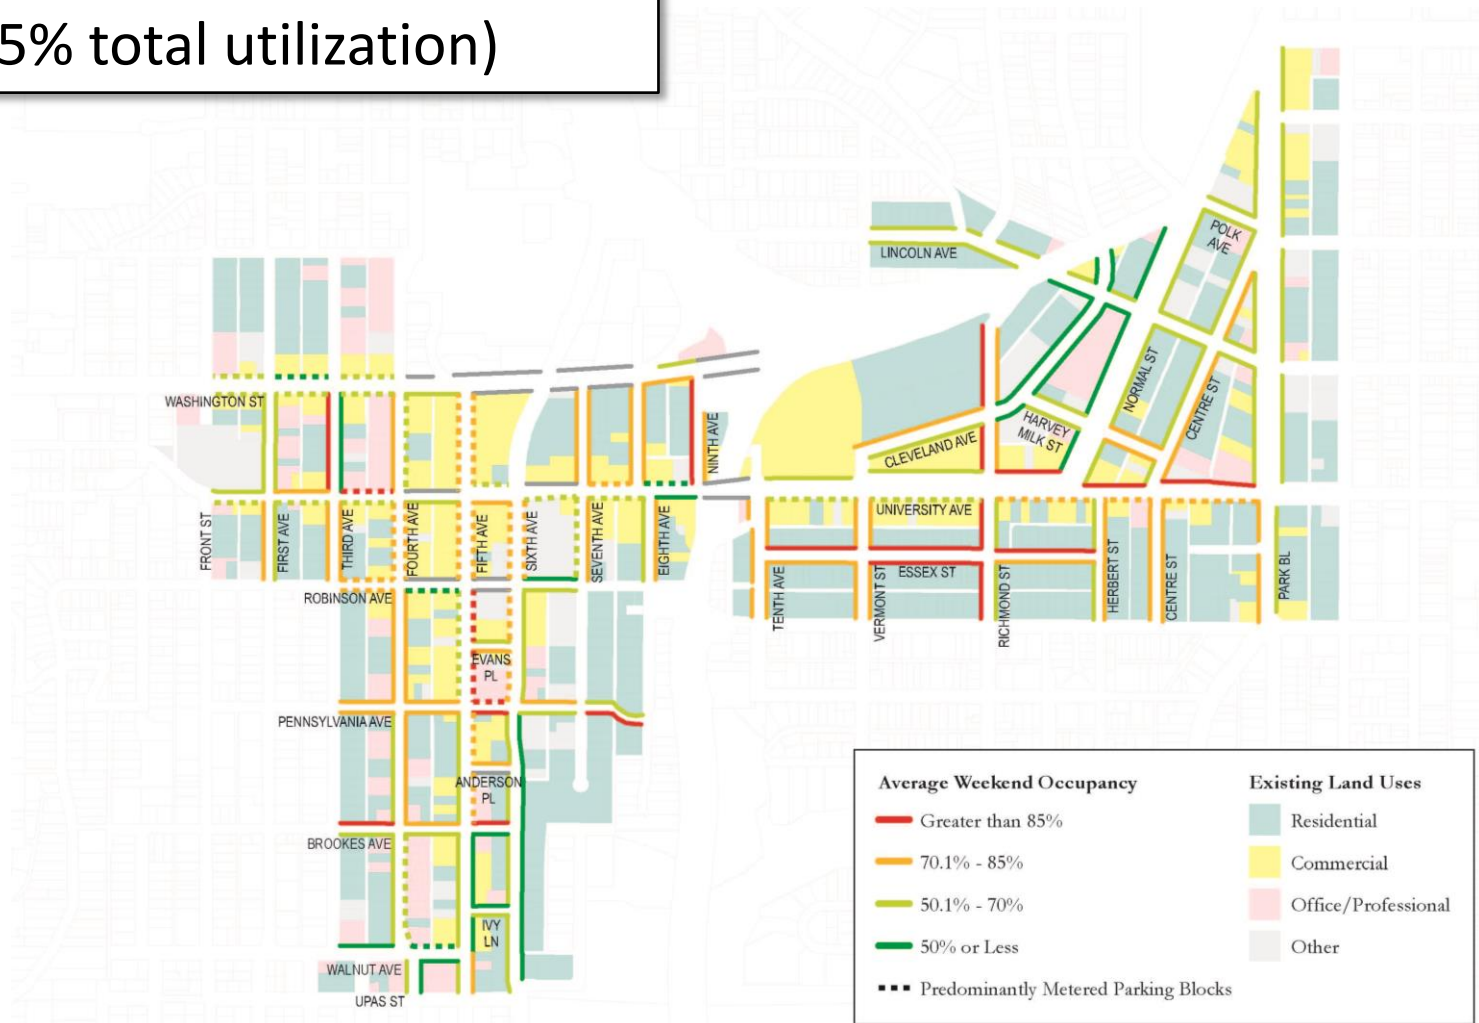 5% total utilization)
POLK
AVE
LINCOLN AVE
NORMAL ST
CENTRE ST
WASHINGTON ST
HARVEY
MILK ST
CLEVELAND AVE
NINTH AVE
FRONT ST
FIRST AVE
THIRD AVE
FOURTH AVE
FIFTH AVE
SIXTH AVE
SEVENTH AVE
EIGHTH AVE
UNIVERSITY AVE
ESSEX ST
TENTH AVE
VERMONT ST
RICHMOND ST
HERBERT ST
CENTRE ST
PARK BL
ROBINSON AVE
EVANS
PL
PENNSYLVANIA AVE
ANDERSON
PL
BROOKES AVE
IVY
LN
WALNUT AVE
UPAS ST
Average Weekend Occupancy
Greater than 85%
70.1% - 85%
50.1% - 70%
50% or Less
Predominantly Metered Parking Blocks
Existing Land Uses
Residential
Commercial
Office/Professional
Other